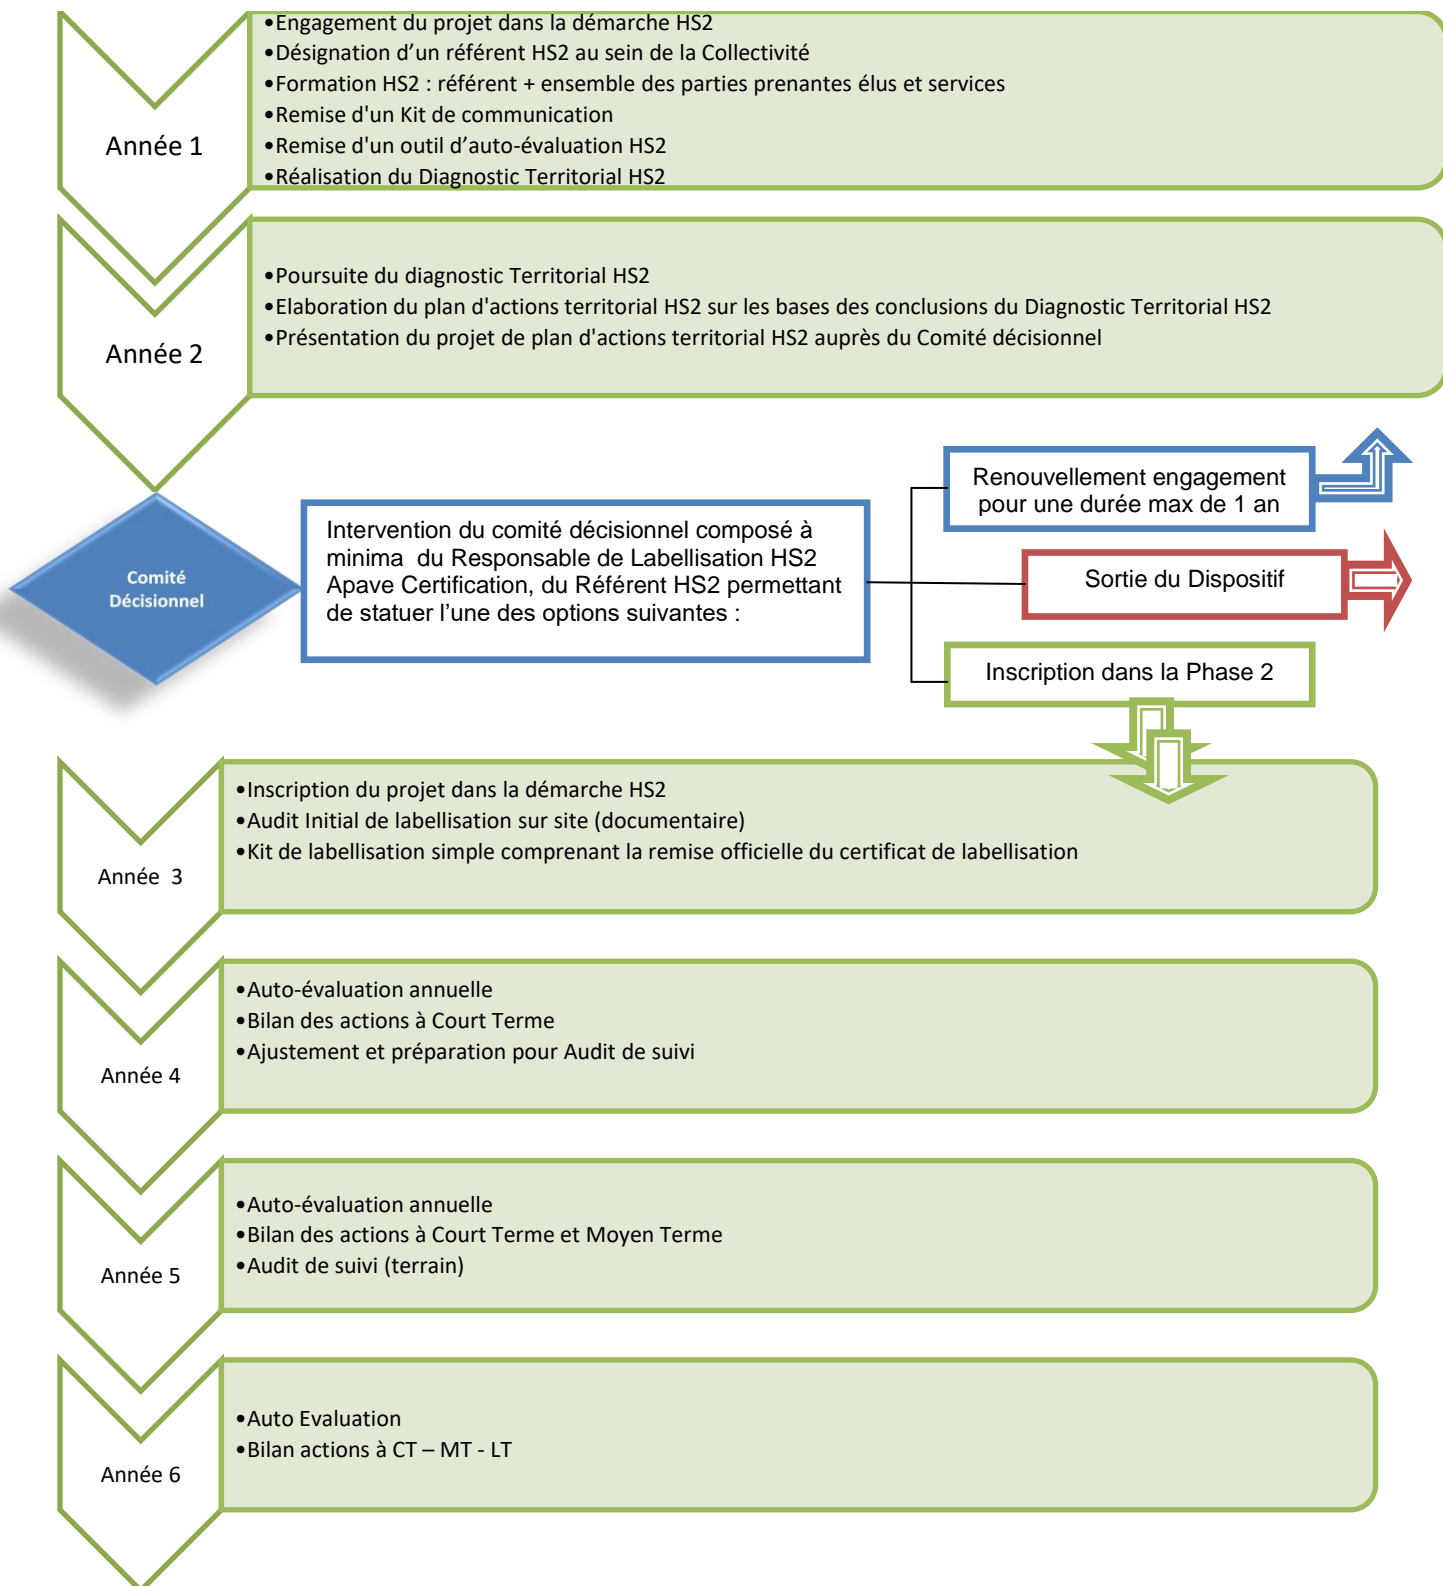 •Engagement du projet dans la démarche HS2
•Désignation d’un référent HS2 au sein de la Collectivité
•Formation HS2 : référent + ensemble des parties prenantes élus et services
•Remise d'un Kit de communication
•Remise d'un outil d’auto-évaluation HS2
•Réalisation du Diagnostic Territorial HS2
Année 1
•Poursuite du diagnostic Territorial HS2
•Elaboration du plan d'actions territorial HS2 sur les bases des conclusions du Diagnostic Territorial HS2
•Présentation du projet de plan d'actions territorial HS2 auprès du Comité décisionnel
Année 2
Comité
Décisionnel
Intervention du comité décisionnel composé à
minima du Responsable de Labellisation HS2
Apave Certification, du Référent HS2 permettant
de statuer l’une des options suivantes :
Renouvellement engagement
pour une durée max de 1 an
Sortie du Dispositif
Inscription dans la Phase 2
•Inscription du projet dans la démarche HS2
•Audit Initial de labellisation sur site (documentaire)
•Kit de labellisation simple comprenant la remise officielle du certificat de labellisation
Année 3
•Auto-évaluation annuelle
•Bilan des actions à Court Terme
•Ajustement et préparation pour Audit de suivi
Année 4
•Auto-évaluation annuelle
•Bilan des actions à Court Terme et Moyen Terme
•Audit de suivi (terrain)
Année 5
•Auto Evaluation
•Bilan actions à CT – MT - LT
Année 6